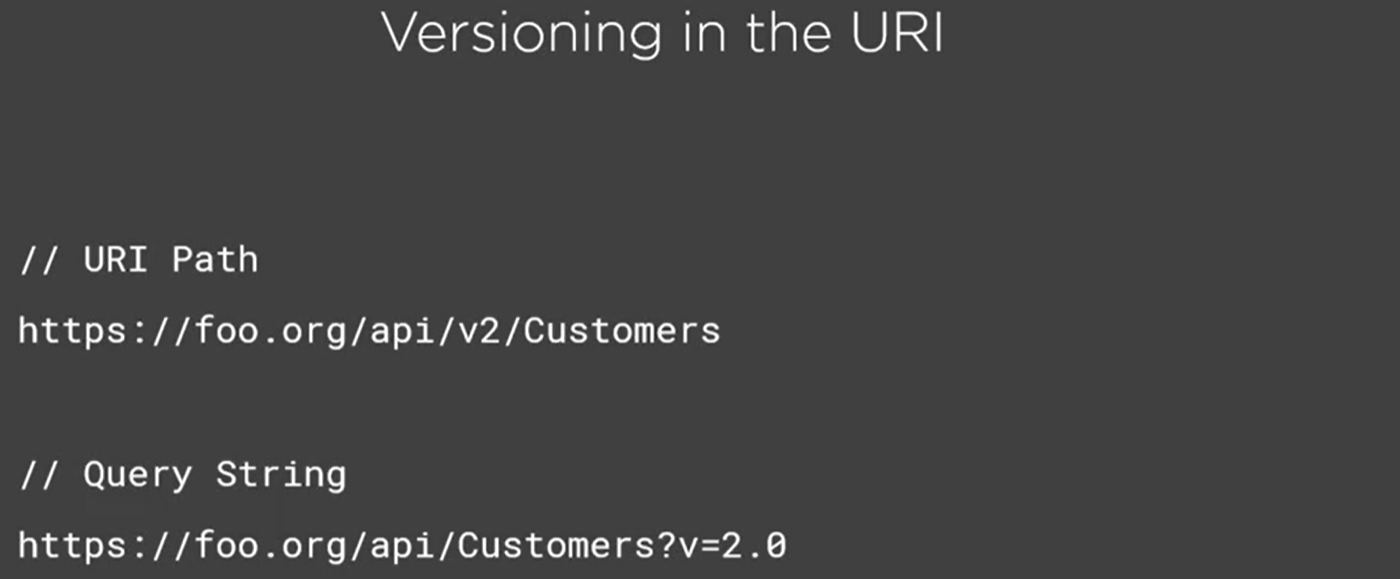 Versioning in the URI
// URI Path
https://foo.org/api/v2/Customers
// Query String
https://foo.org/api/Customers?v=2.0